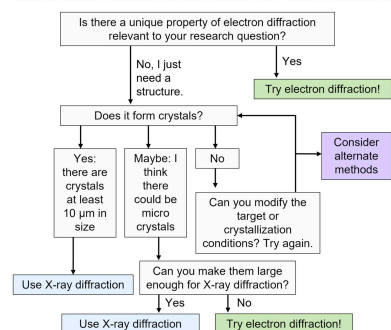 Is there a unique property of electron diffraction
relevant to your research question?
No, I just
need a
structure.
Yes
Try electron diffraction!
Does it form crystals?
Yes:
there are
crystals
at least
10 µm in
size
Maybe: I
think
there
could be
micro
crystals
No
Consider
alternate
methods
Can you modify the
target or
crystallization
conditions? Try again.
Use X-ray diffraction
Can you make them large
enough for X-ray diffraction?
Yes
No
Use X-ray diffraction
Try electron diffraction!